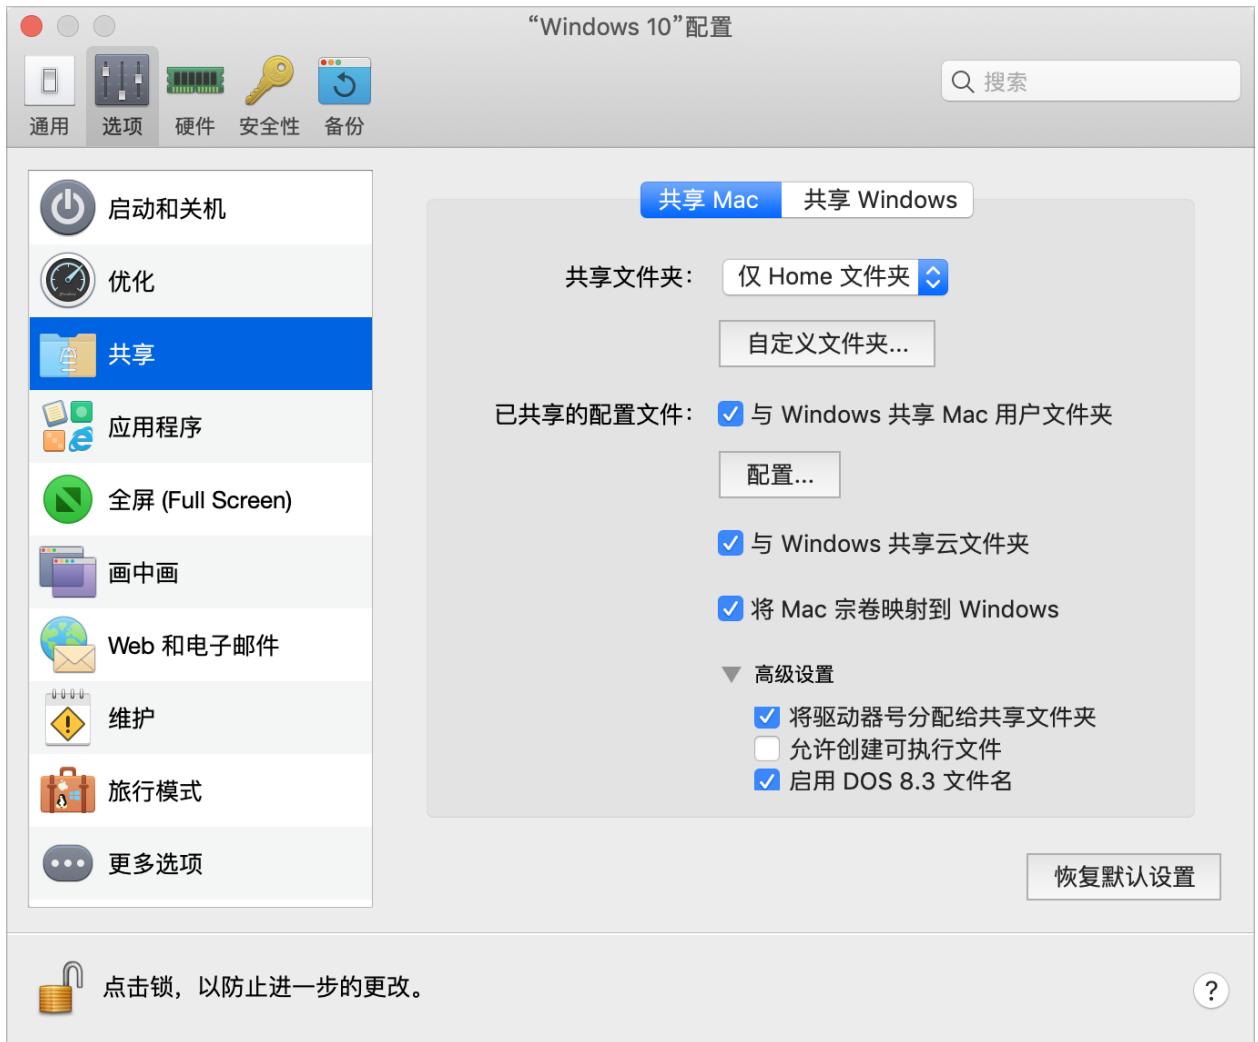 “Windows 10”配置
通用
选项
硬件
安全性
备份
搜索
启动和关机
优化
共享
应用程序
全屏 (Full Screen)
画中画
Web 和电子邮件
维护
旅行模式
更多选项
共享 Mac
共享 Windows
共享文件夹：
仅 Home 文件夹
自定义文件夹...
已共享的配置文件：
与 Windows 共享 Mac 用户文件夹
配置...
与 Windows 共享云文件夹
将 Mac 宗卷映射到 Windows
高级设置
将驱动器号分配给共享文件夹
允许创建可执行文件
启用 DOS 8.3 文件名
恢复默认设置
点击锁，以防止进一步的更改。
?